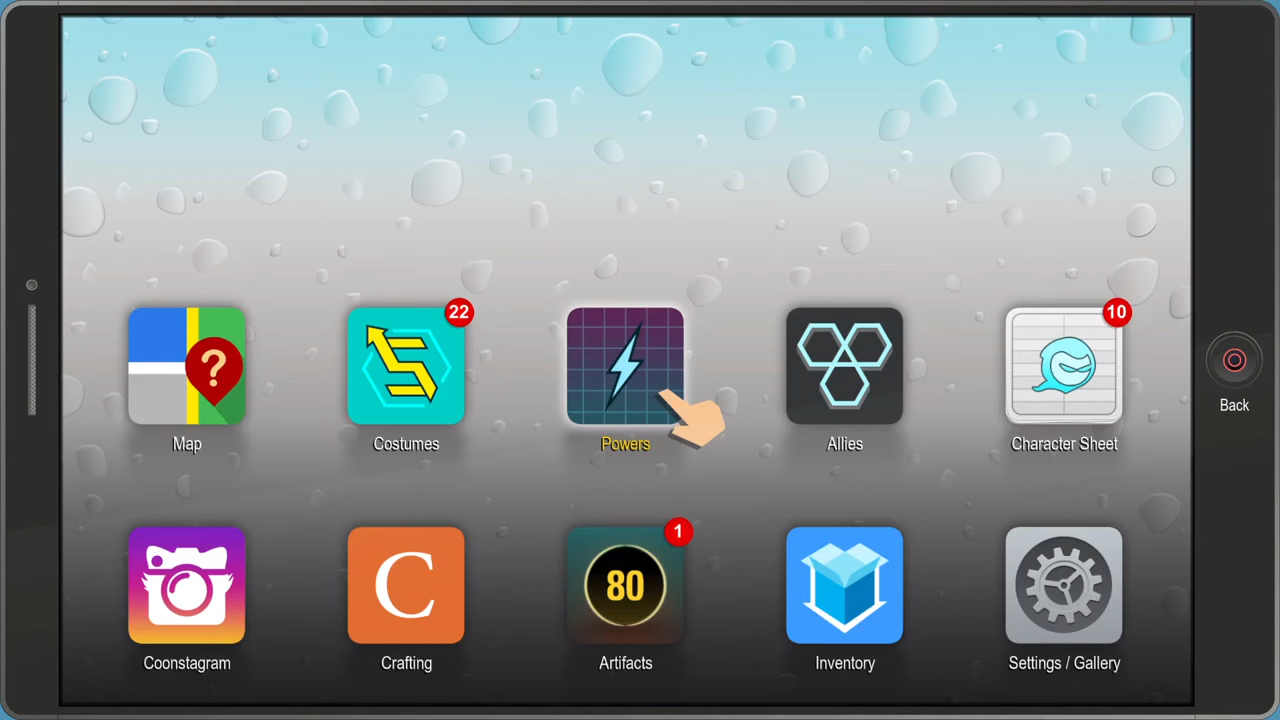 22
10
?
Map
Costumes
Powers
Allies
Character Sheet
Back
1
C
80
Coonstagram
Crafting
Artifacts
Inventory
Settings / Gallery